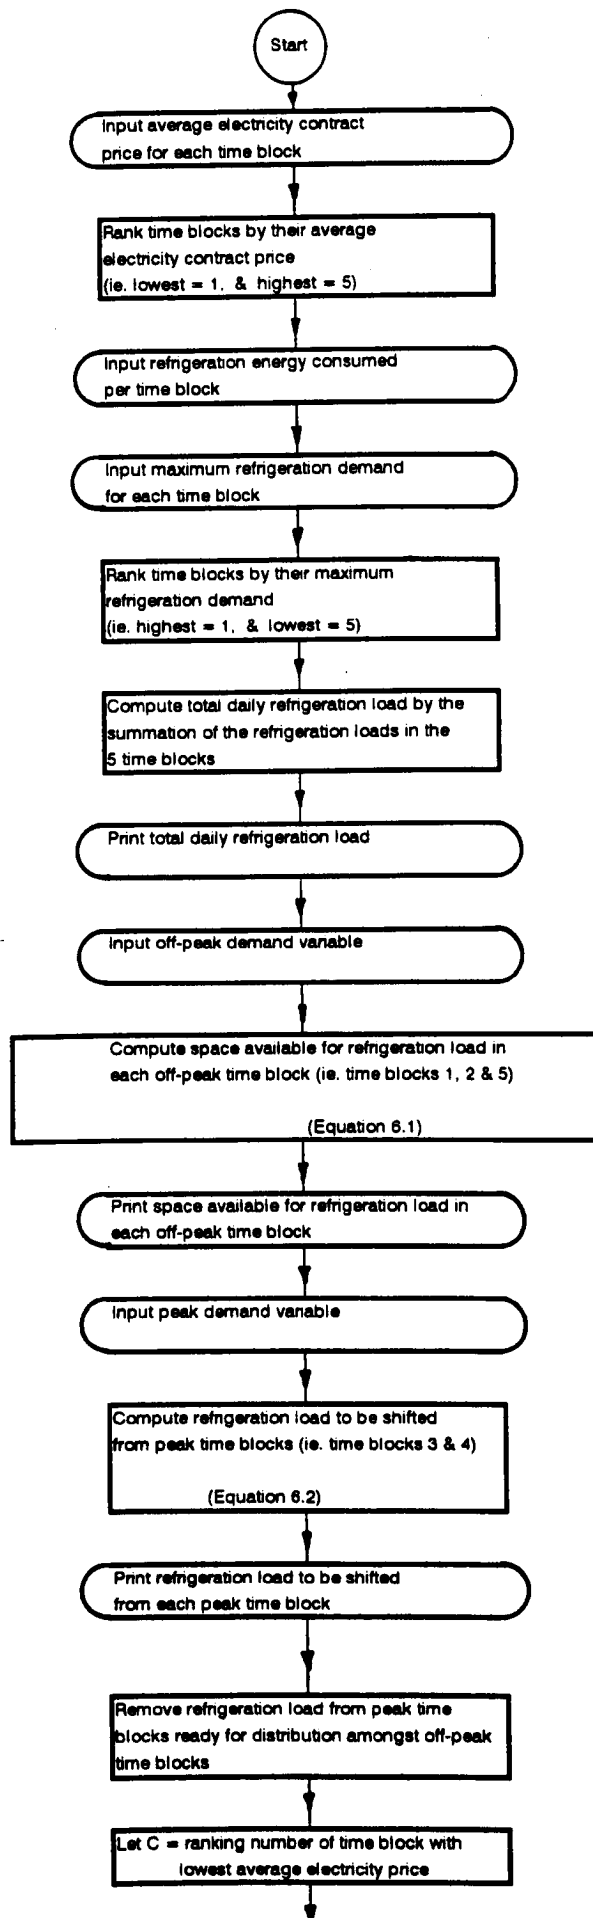 Start
Input average electricity contract
price for each time block
Rank time blocks by their average
electricity contract price
(ie. lowest = 1, & highest = 5)
Input refrigeration energy consumed
per time block
Input maximum refrigeration demand
for each time block
Rank time blocks by their maximum
refrigeration demand
(ie. highest = 1, & lowest = 5)
Compute total daily refrigeration load by the
summation of the refrigeration loads in the
5 time blocks
Print total daily refrigeration load
Input off-peak demand variable
Compute space available for refrigeration load in
each off-peak time block (ie. time blocks 1, 2 & 5)
(Equation 6.1)
Print space available for refrigeration load in
each off-peak time block
Input peak demand variable
Compute refrigeration load to be shifted
from peak time blocks (ie. time blocks 3 & 4)
(Equation 6.2)
Print refrigeration load to be shifted
from each peak time block
Remove refrigeration load from peak time
blocks ready for distribution amongst off-peak
time blocks
Let C = ranking number of time block with
lowest average electricity price